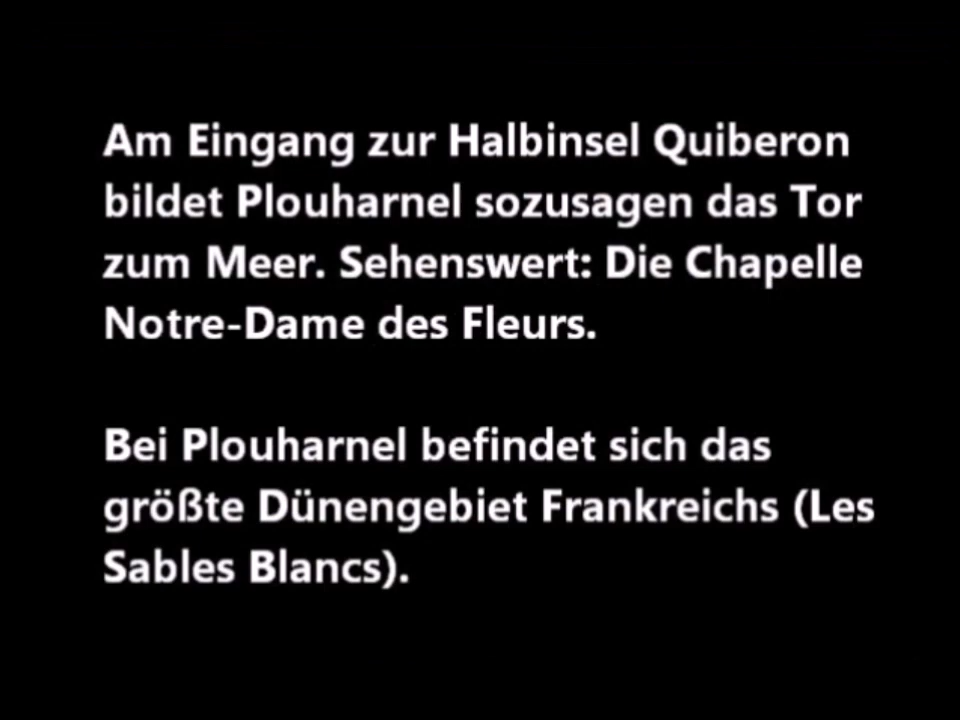 Am Eingang zur Halbinsel Quiberon
bildet Plouharnel sozusagen das Tor
zum Meer. Sehenswert: Die Chapelle
Notre-Dame des Fleurs.
Bei Plouharnel befindet sich das
größte Dünengebiet Frankreichs (Les
Sables Blancs).